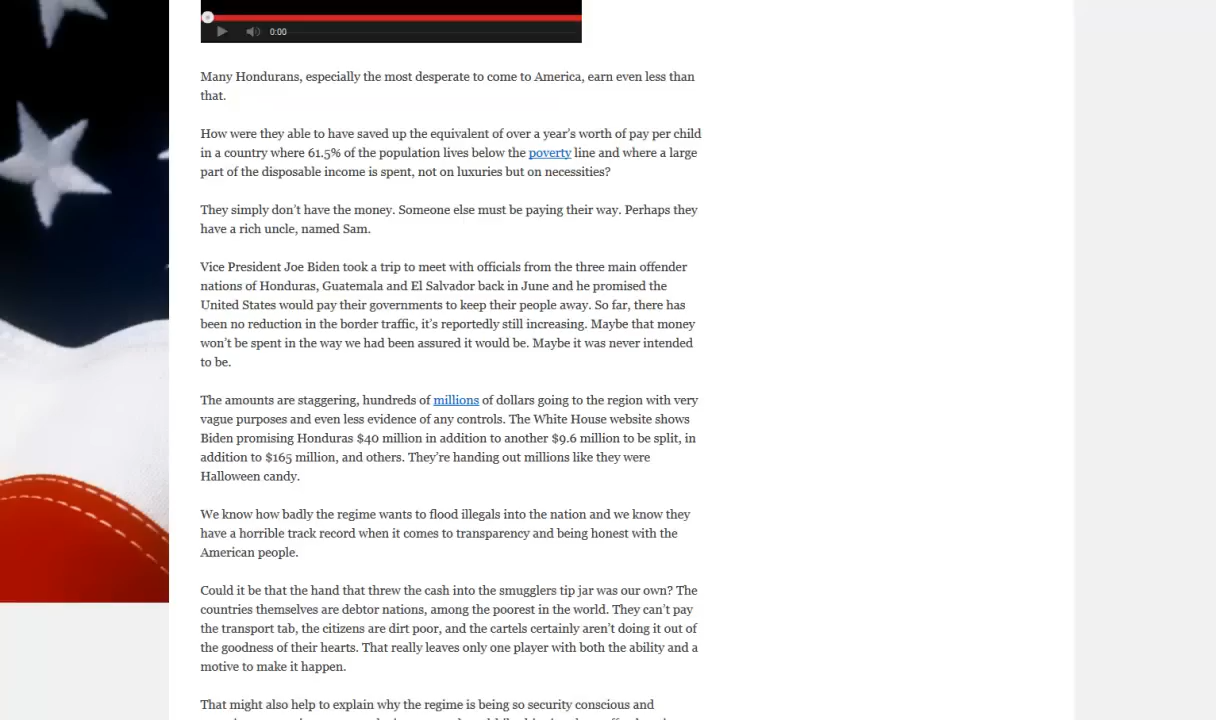 0:00
Many Hondurans, especially the most desperate to come to America, earn even less than
that.
How were they able to have saved up the equivalent of over a year's worth of pay per child
in a country where 61.5% of the population lives below the poverty line and where a large
part of the disposable income is spent, not on luxuries but on necessities?
They simply don't have the money. Someone else must be paying their way. Perhaps they
have a rich uncle, named Sam.
Vice President Joe Biden took a trip to meet with officials from the three main offender
nations of Honduras, Guatemala and El Salvador back in June and he promised the
United States would pay their governments to keep their people away. So far, there has
been no reduction in the border traffic, it's reportedly still increasing. Maybe that money
won't be spent in the way we had been assured it would be. Maybe it was never intended
to be.
The amounts are staggering, hundreds of millions of dollars going to the region with very
vague purposes and even less evidence of any controls. The White House website shows
Biden promising Honduras $40 million in addition to another $9.6 million to be split, in
addition to $165 million, and others. They're handing out millions like they were
Halloween candy.
We know how badly the regime wants to flood illegals into the nation and we know they
have a horrible track record when it comes to transparency and being honest with the
American people.
Could it be that the hand that threw the cash into the smugglers tip jar was our own? The
countries themselves are debtor nations, among the poorest in the world. They can't pay
the transport tab, the citizens are dirt poor, and the cartels certainly aren't doing it out of
the goodness of their hearts. That really leaves only one player with both the ability and a
motive to make it happen.
That might also help to explain why the regime is being so security conscious and